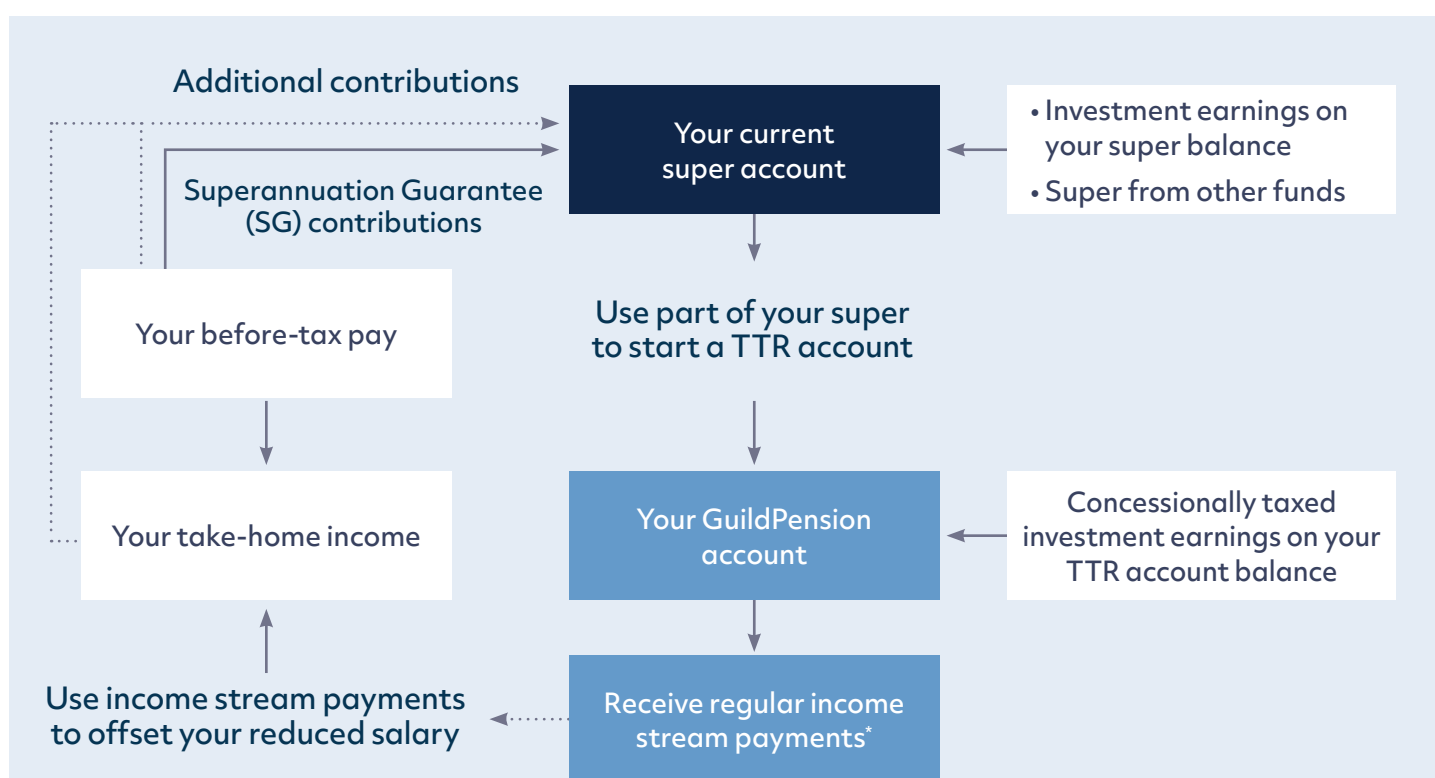 Additional contributions
Your current
super account
• Investment earnings on
your super balance
• Super from other funds
Superannuation Guarantee
(SG) contributions
Your before-tax pay
Use part of your super
to start a TTR account
Your take-home income
Your GuildPension
account
Concessionally taxed
investment earnings on your
TTR account balance
Use income stream payments
to offset your reduced salary
Receive regular income
stream payments*